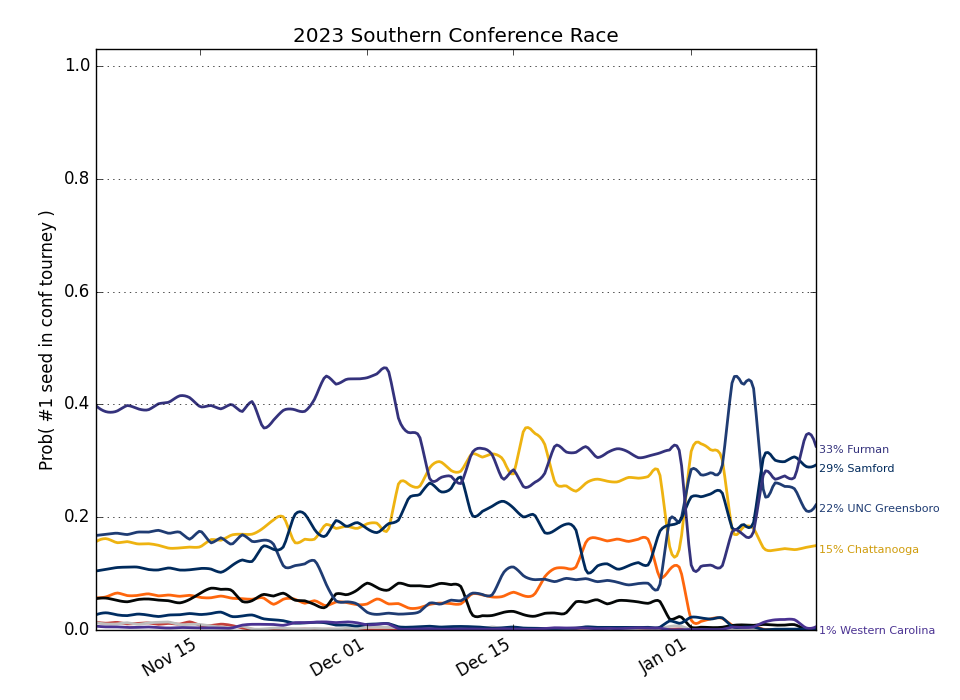 2023 Southern Conference Race
Prob( #1 seed in conf tourney )
1.0
0.8
0.6
0.4
0.2
0.0
33% Furman
29% Samford
22% UNC Greensboro
15% Chattanooga
1% Western Carolina
Nov 15
Dec 01
Dec 15
Jan 01